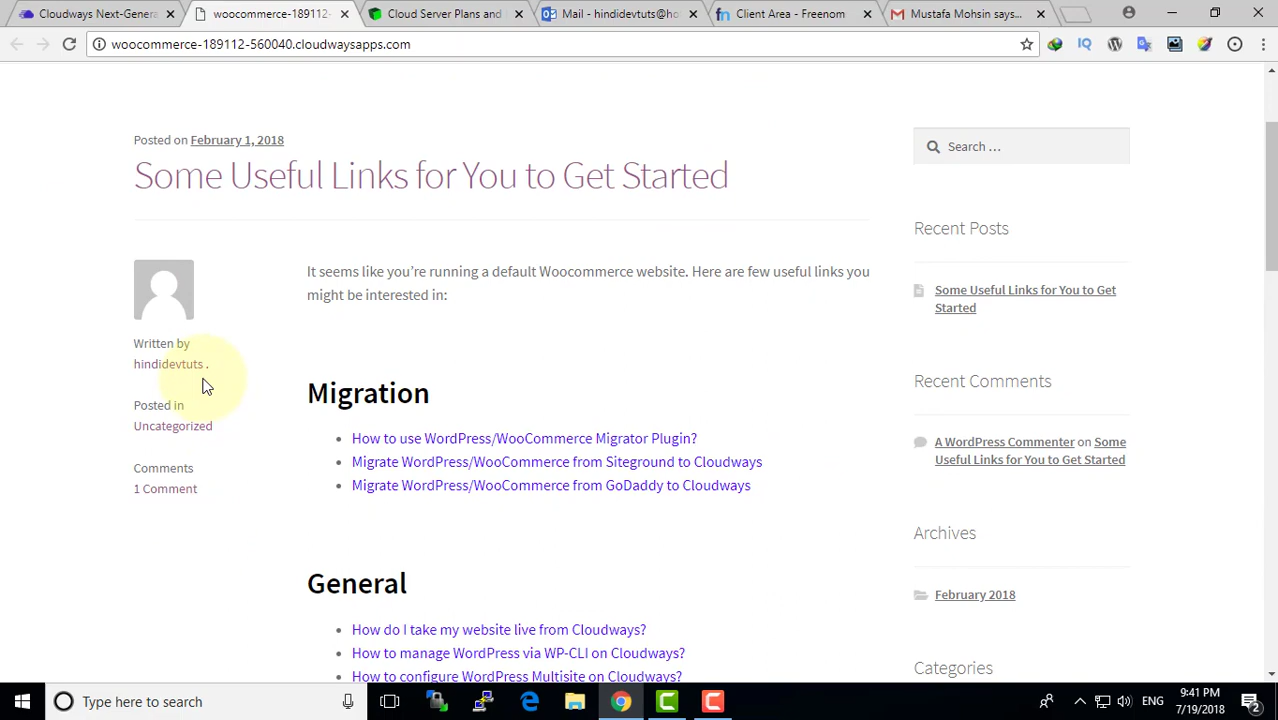 Cloudways Next-Gener
woocommerce-189112-
Cloud Server Plans and
Mail - hindidevtuts@ho
Client Area - Freenom
Mustafa Mohsin says...
woocommerce-189112-560040.cloudwaysapps.com
Posted on February 1, 2018
Some Useful Links for You to Get Started
Search …
Recent Posts
Some Useful Links for You to Get
Started
It seems like you’re running a default Woocommerce website. Here are few useful links you
might be interested in:
Written by
hindidevtuts .
Posted in
Uncategorized
Comments
1 Comment
Migration
How to use WordPress/WooCommerce Migrator Plugin?
Migrate WordPress/WooCommerce from Siteground to Cloudways
Migrate WordPress/WooCommerce from GoDaddy to Cloudways
Recent Comments
A WordPress Commenter on Some
Useful Links for You to Get Started
Archives
February 2018
General
How do I take my website live from Cloudways?
How to manage WordPress via WP-CLI on Cloudways?
How to configure WordPress Multisite on Cloudways?
Categories
Type here to search
ENG
9:41 PM
7/19/2018
2